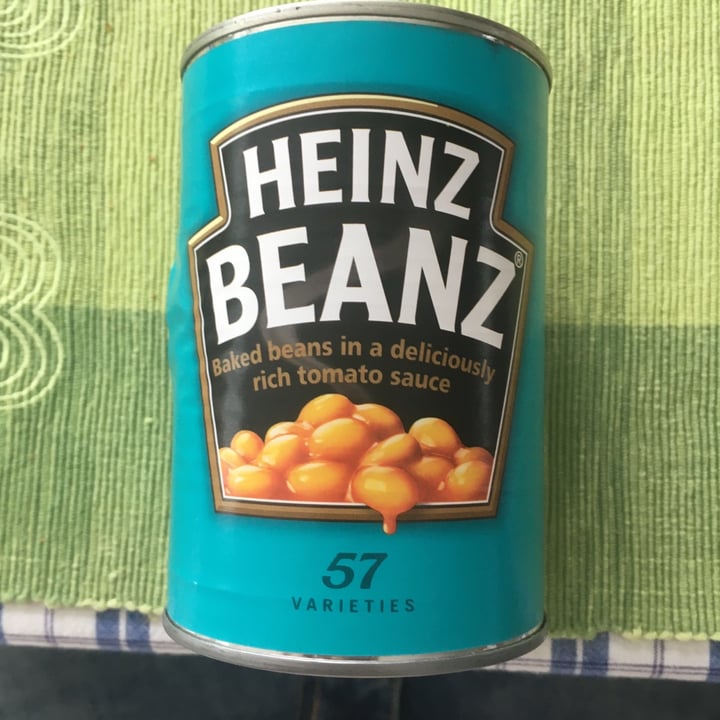 HEINZ
BEANZ®
Baked beans in a deliciously
rich tomato sauce
57
VARIETIES